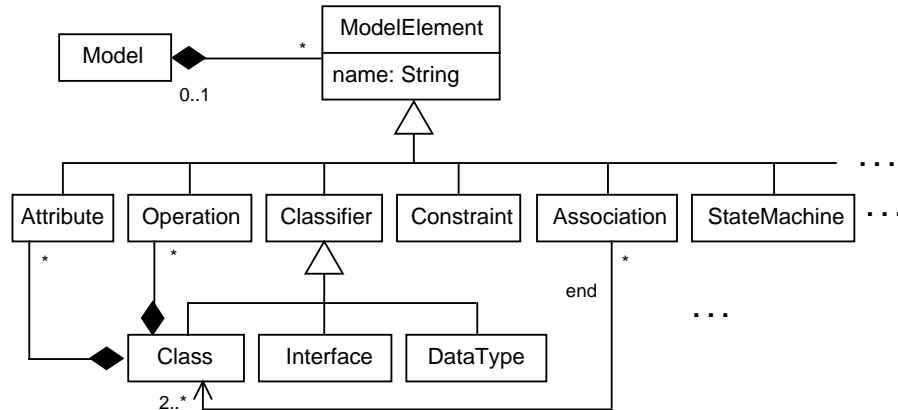 ModelElement
Model
*
name: String
0..1
. . .
Attribute
Operation
Classifier
Constraint
Association
StateMachine
. . .
*
*
*
end
. . .
Class
Interface
DataType
2..*